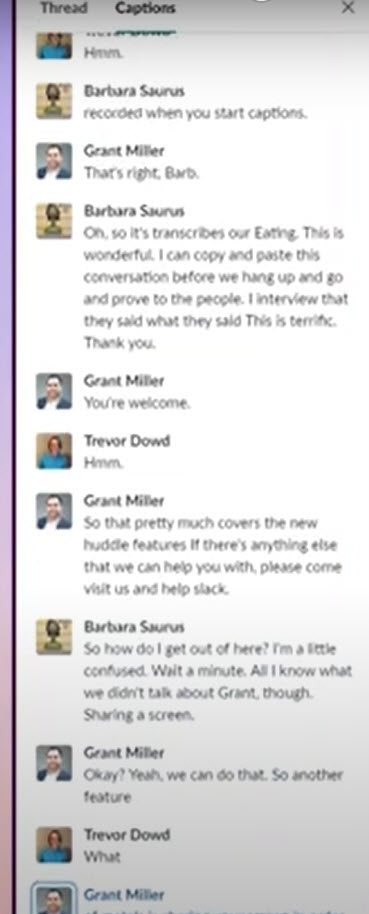 Thread Captions
Hmm.
Barbara Saurus
recorded when you start captions.
Grant Miller
That's right, Barb.
Barbara Saurus
Oh, so it's transcribes our Eating. This is
wonderful. I can copy and paste this
conversation before we hang up and go
and prove to the people. I interview that
they said what they said This is terrific.
Thank you.
Grant Miller
You're welcome.
Trevor Dowd
Hmm.
Grant Miller
So that pretty much covers the new
huddle features If there's anything else
that we can help you with, please come
visit us and help slack.
Barbara Saurus
So how do I get out of here? I'm a little
confused. Wait a minute. All I know what
we didn't talk about Grant, though.
Sharing a screen.
Grant Miller
Okay? Yeah, we can do that. So another
feature
Trevor Dowd
What
Grant Miller